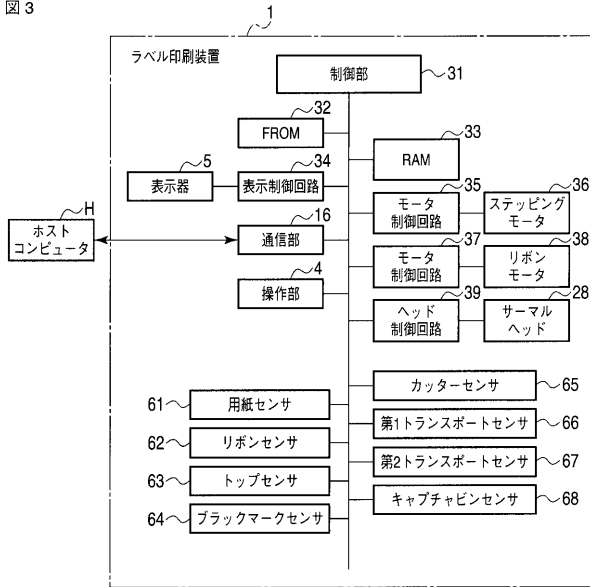 図3
1
ラベル印刷装置
制御部
31
32
FROM
33
RAM
5
表示器
34
表示制御回路
35
モータ
制御回路
36
ステッピング
モータ
H
ホスト
コンピュータ
16
通信部
37
モータ
制御回路
38
リボン
モータ
4
操作部
39
ヘッド
制御回路
28
サーマル
ヘッド
61
用紙センサ
カッターセンサ
65
62
リボンセンサ
第1トランスポートセンサ
66
63
トップセンサ
第2トランスポートセンサ
67
64
ブラックマークセンサ
キャプチャビンセンサ
68